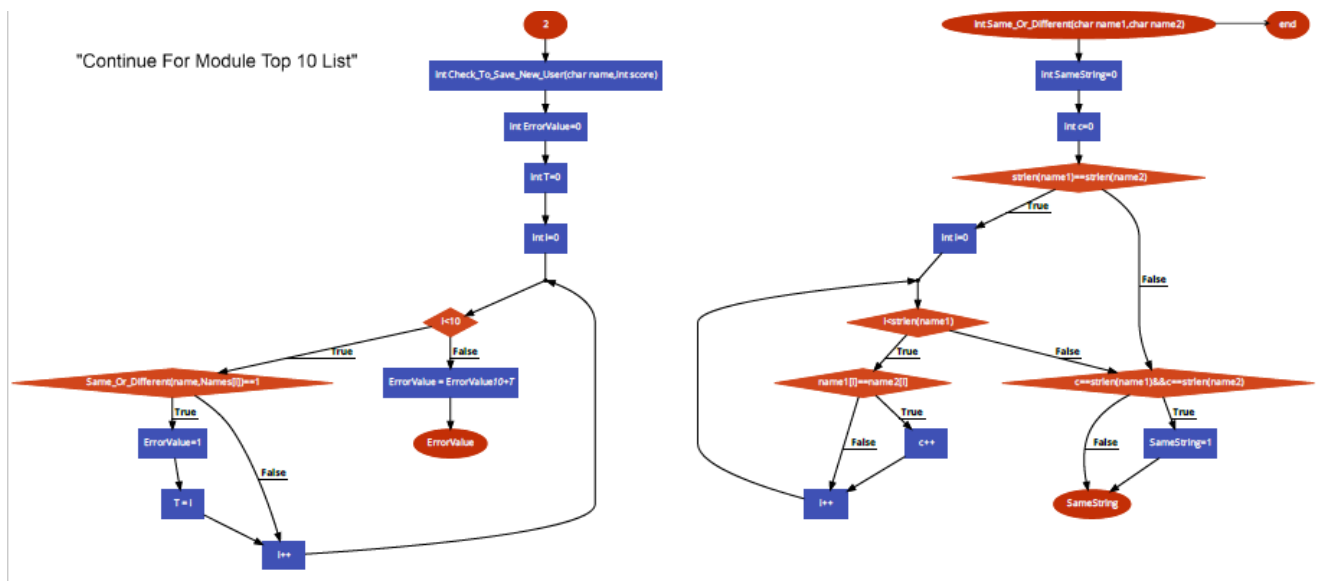 "Continue For Module Top 10 List"
2
int Check_To_Save_New_User(char name,int score)
int ErrorValue=0
int T=0
int i=0
i<10
True
False
Same_Or_Different(name,Names[i])==1
ErrorValue = ErrorValue10+T
True
ErrorValue=1
ErrorValue
False
T = i
i++
int Same_Or_Different(char name1,char name2)
end
int SameString=0
int c=0
strlen(name1)==strlen(name2)
True
int i=0
False
i<strlen(name1)
True
False
name1[i]==name2[i]
c==strlen(name1)&&c==strlen(name2)
True
True
False
c++
False
SameString=1
i++
SameString